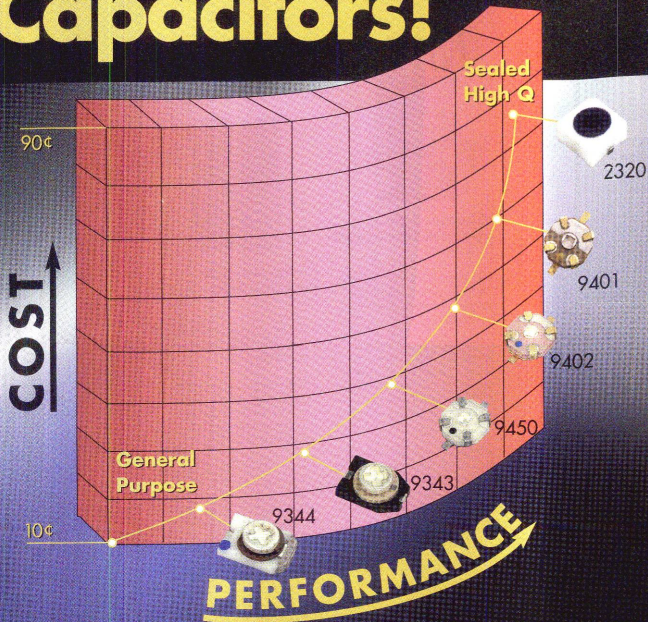 Capacitors!
Sealed
High Q
90¢
2320
COST
9401
9402
9450
General
Purpose
9343
9344
10¢
PERFORMANCE